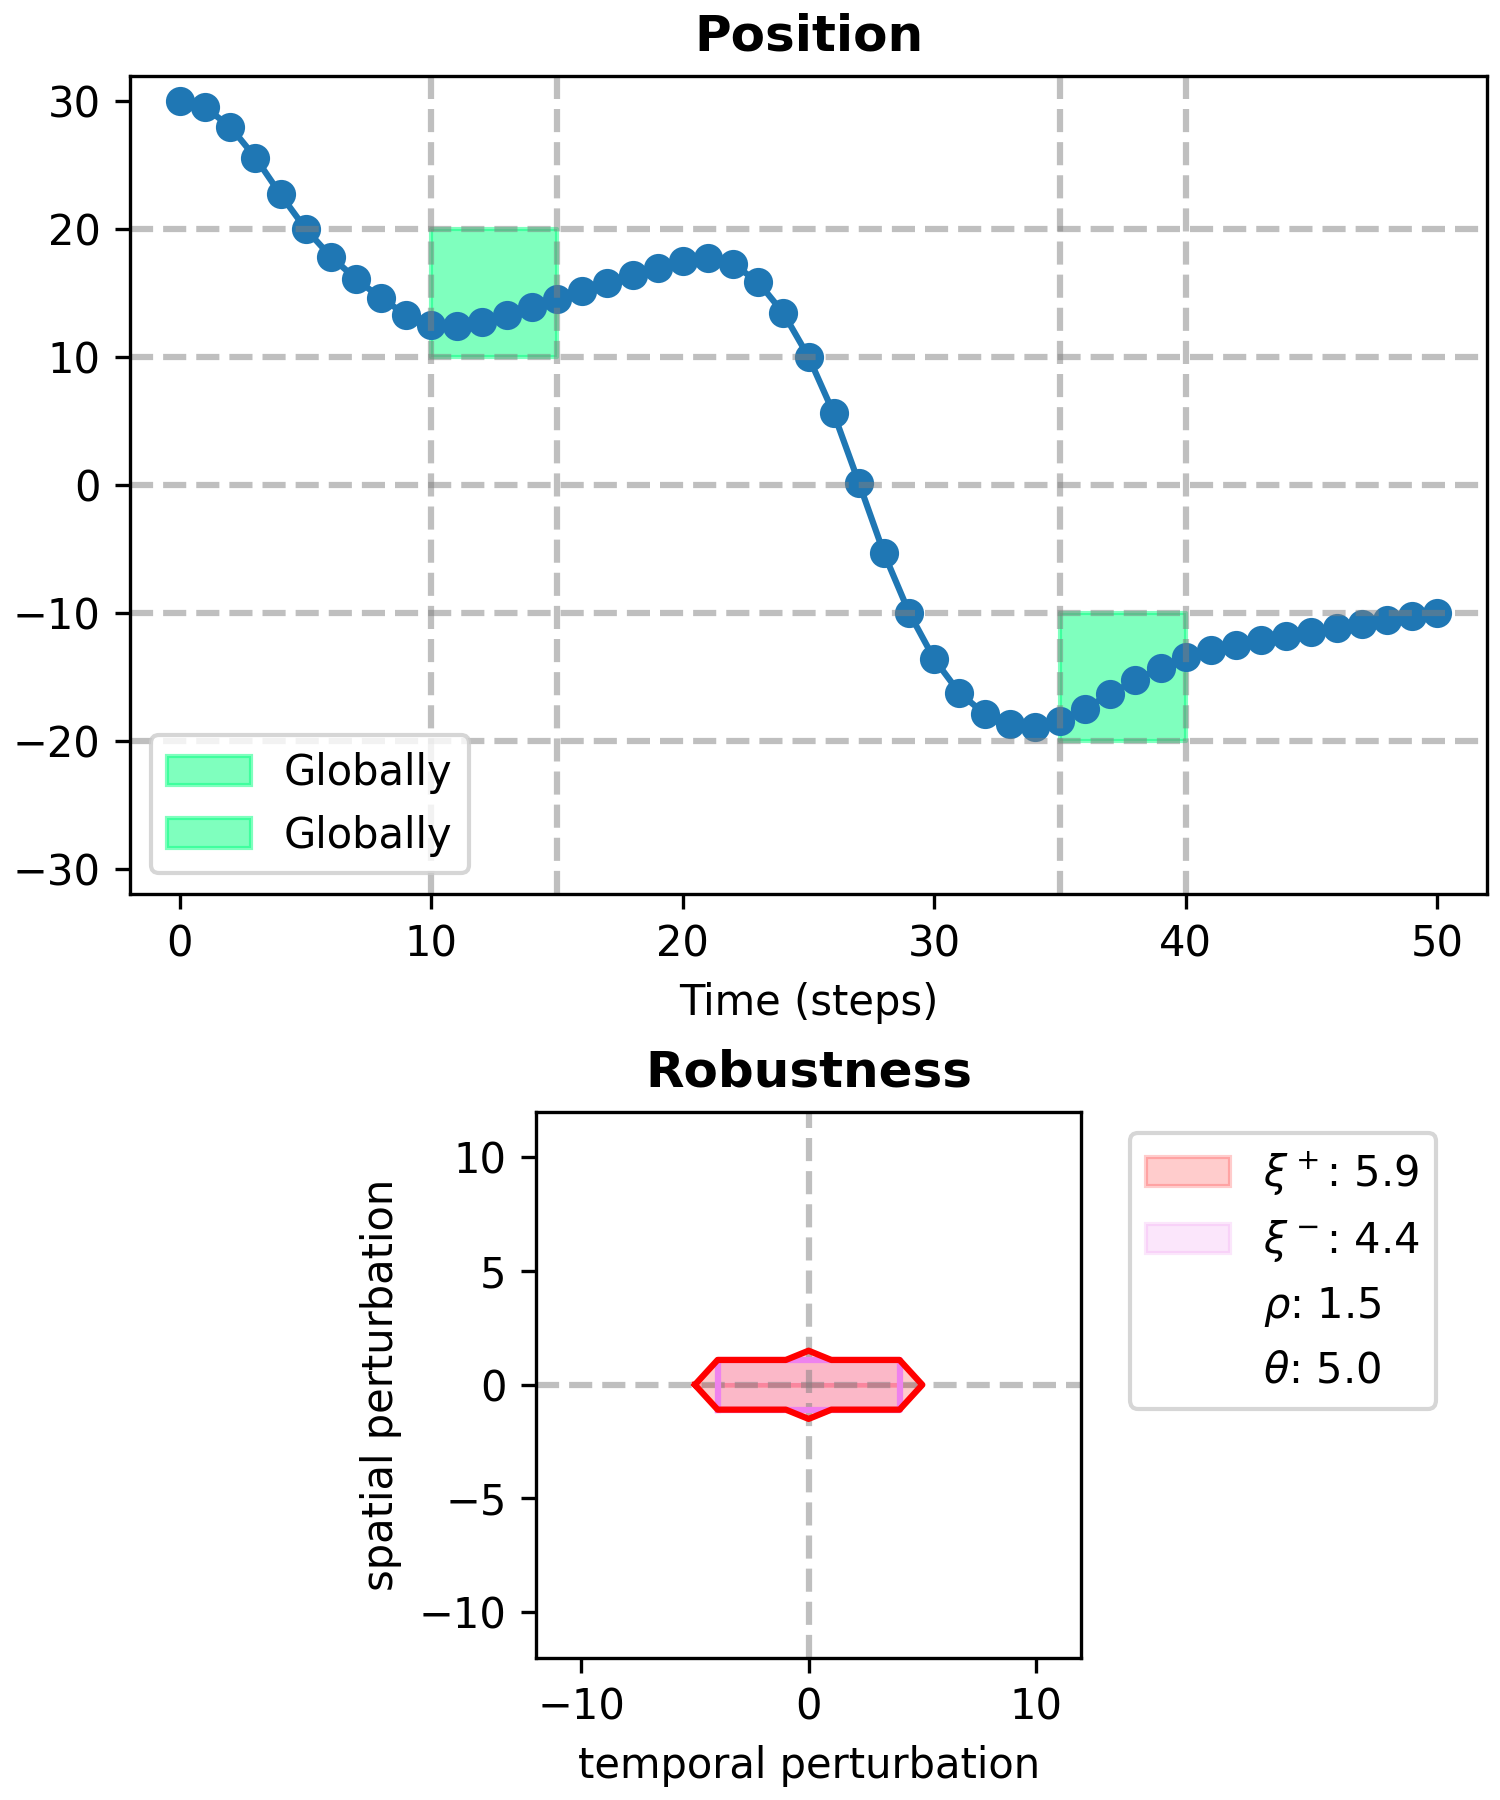 Position
30
20
10
0
−10
−20
−30
Globally
Globally
0 10 20 30 40 50
Time (steps)
Robustness
10
5
0
−5
−10
spatial perturbation
ξ⁺: 5.9
ξ⁻: 4.4
ρ: 1.5
θ: 5.0
−10 0 10
temporal perturbation